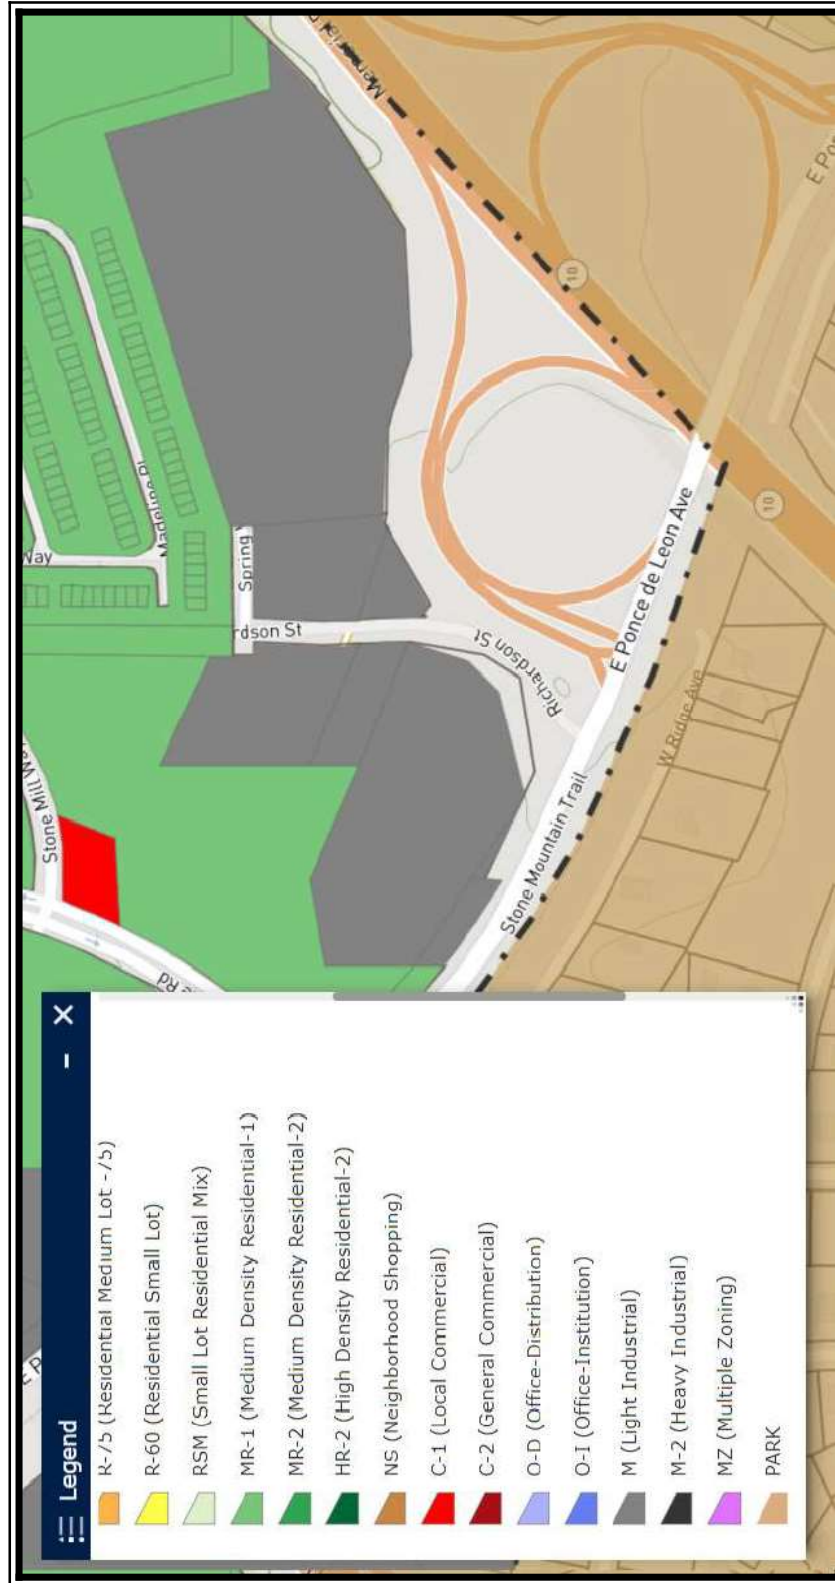 Legend
R-75 (Residential Medium Lot -75)
R-60 (Residential Small Lot)
RSM (Small Lot Residential Mix)
MR-1 (Medium Density Residential-1)
MR-2 (Medium Density Residential-2)
HR-2 (High Density Residential-2)
NS (Neighborhood Shopping)
C-1 (Local Commercial)
C-2 (General Commercial)
O-D (Office-Distribution)
O-I (Office-Institution)
M (Light Industrial)
M-2 (Heavy Industrial)
MZ (Multiple Zoning)
PARK
E P
Rd
Stone Mill W
Way
Madeline Pl
Spring
rdson St
Richardson St
Stone Mountain Trail
E Ponce de Leon Ave
W Ridge Ave
Memorial
10
10
E Po